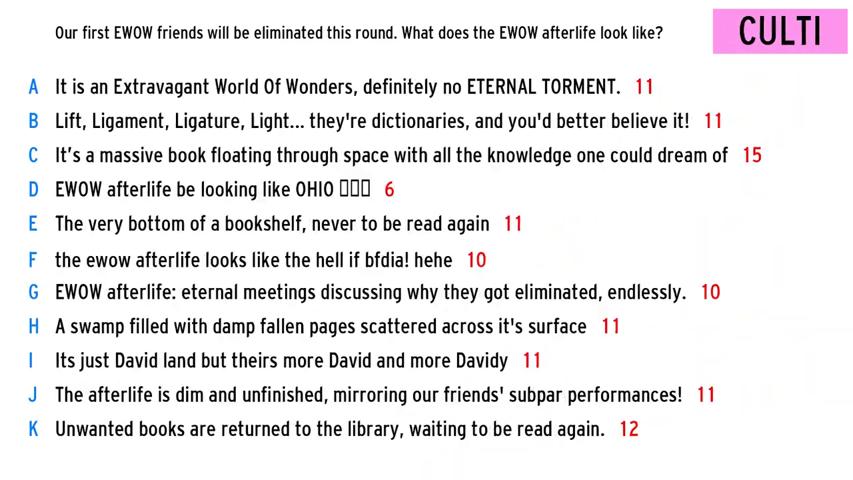 Our first EWOW friends will be eliminated this round. What does the EWOW afterlife look like?
CULTI
A It is an Extravagant World Of Wonders, definitely no ETERNAL TORMENT. 11
B Lift, Ligament, Ligature, Light... they're dictionaries, and you'd better believe it! 11
C It's a massive book floating through space with all the knowledge one could dream of 15
D EWOW afterlife be looking like OHIO 6
E The very bottom of a bookshelf, never to be read again 11
F the ewow afterlife looks like the hell if bfdia! hehe 10
G EWOW afterlife: eternal meetings discussing why they got eliminated, endlessly. 10
H A swamp filled with damp fallen pages scattered across it's surface 11
I Its just David land but theirs more David and more Davidy 11
J The afterlife is dim and unfinished, mirroring our friends' subpar performances! 11
K Unwanted books are returned to the library, waiting to be read again. 12